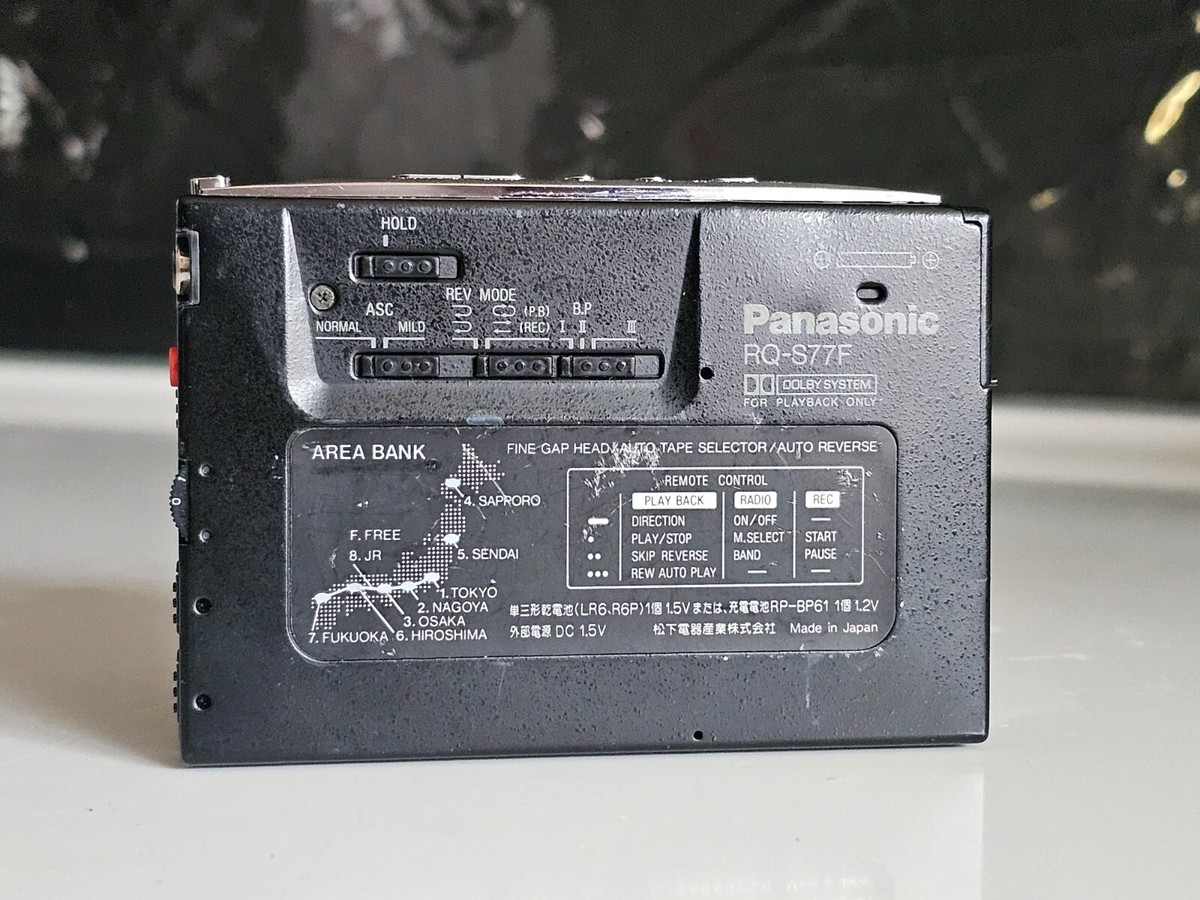 HOLD
REV MODE
ASC
(P.B)
B.P
NORMAL
MILD
(REC)
I
II
III
Panasonic
RQ-S77F
DOLBY SYSTEM
FOR PLAYBACK ONLY
AREA BANK
FINE GAP HEAD/AUTO TAPE SELECTOR/AUTO REVERSE
4. SAPPORO
F. FREE
8. JR
5. SENDAI
1. TOKYO
2. NAGOYA
3. OSAKA
7. FUKUOKA
6. HIROSHIMA
REMOTE CONTROL
PLAY BACK RADIO REC
DIRECTION ON/OFF —
PLAY/STOP M.SELECT START
SKIP REVERSE BAND PAUSE
REW AUTO PLAY — —
単三形乾電池(LR6、R6P)1個 1.5Vまたは、充電電池RP-BP61 1個 1.2V
外部電源 DC 1.5V 松下電器産業株式会社 Made in Japan
0